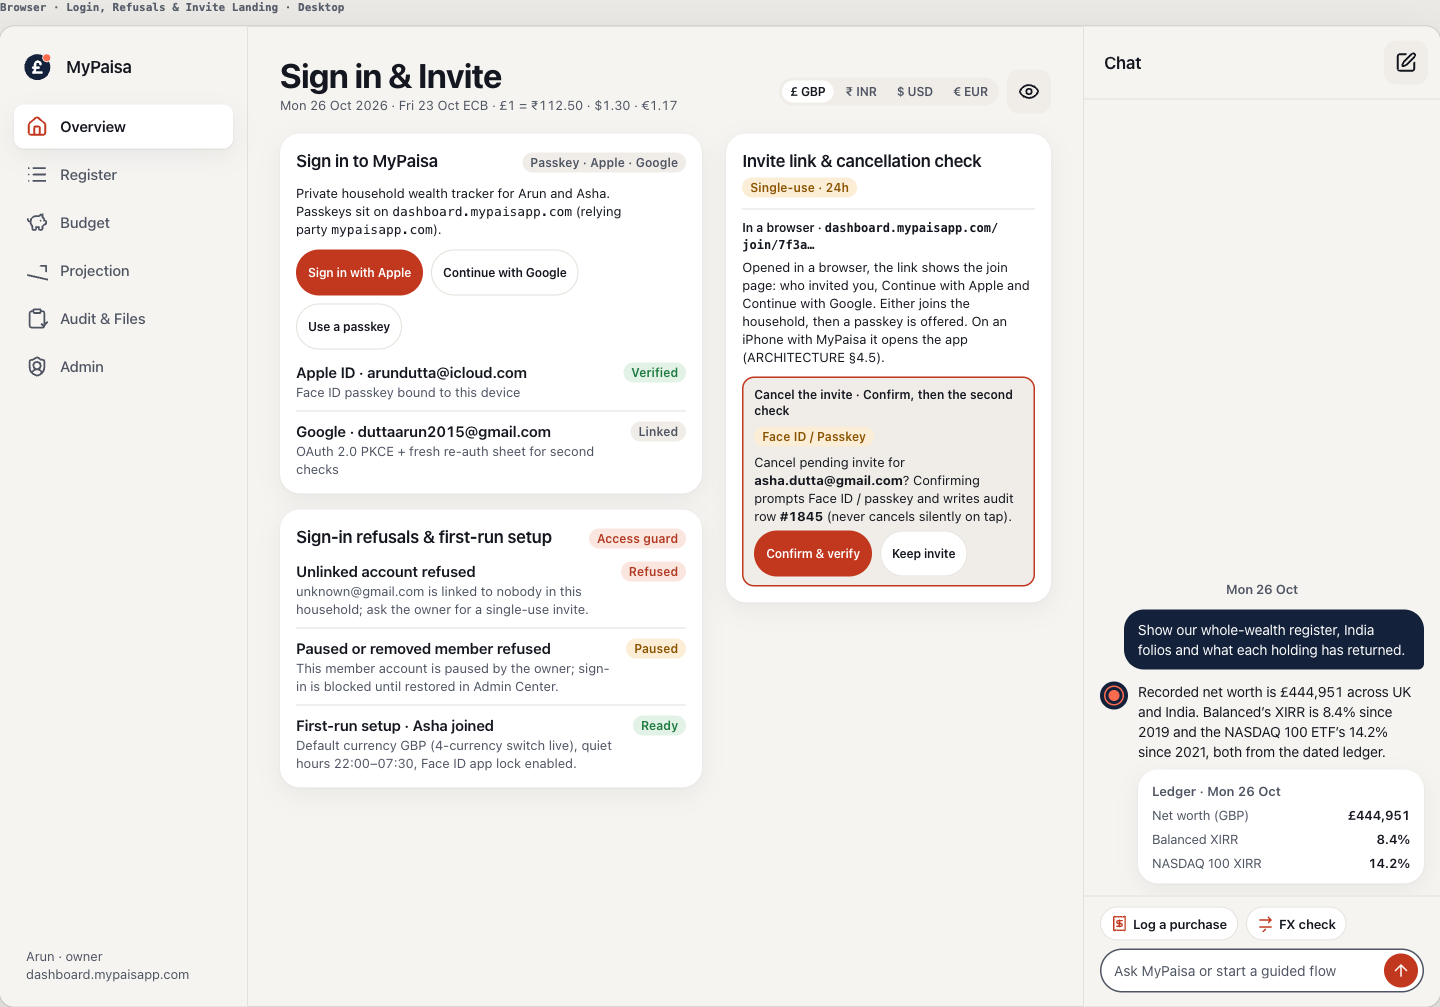 Browser · Login, Refusals & Invite Landing · Desktop
£
MyPaisa
Overview
Register
Budget
Projection
Audit & Files
Admin
Arun · owner
dashboard.mypaisapp.com
Sign in & Invite
Mon 26 Oct 2026 · Fri 23 Oct ECB · £1 = ₹112.50 · $1.30 · €1.17
£ GBP
₹ INR
$ USD
€ EUR
Sign in to MyPaisa
Passkey · Apple · Google
Private household wealth tracker for Arun and Asha.
Passkeys sit on dashboard.mypaisapp.com (relying
party mypaisapp.com).
Sign in with Apple
Continue with Google
Use a passkey
Apple ID · arundutta@icloud.com
Verified
Face ID passkey bound to this device
Google · duttaarun2015@gmail.com
Linked
OAuth 2.0 PKCE + fresh re-auth sheet for second
checks
Sign-in refusals & first-run setup
Access guard
Unlinked account refused
Refused
unknown@gmail.com is linked to nobody in this
household; ask the owner for a single-use invite.
Paused or removed member refused
Paused
This member account is paused by the owner; sign-
in is blocked until restored in Admin Center.
First-run setup · Asha joined
Ready
Default currency GBP (4-currency switch live), quiet
hours 22:00–07:30, Face ID app lock enabled.
Invite link & cancellation check
Single-use · 24h
In a browser · dashboard.mypaisapp.com/
join/7f3a…
Opened in a browser, the link shows the join
page: who invited you, Continue with Apple and
Continue with Google. Either joins the
household, then a passkey is offered. On an
iPhone with MyPaisa it opens the app
(ARCHITECTURE §4.5).
Cancel the invite · Confirm, then the second
check
Face ID / Passkey
Cancel pending invite for
asha.dutta@gmail.com? Confirming
prompts Face ID / passkey and writes audit
row #1845 (never cancels silently on tap).
Confirm & verify
Keep invite
Chat
Mon 26 Oct
Show our whole-wealth register, India
folios and what each holding has returned.
Recorded net worth is £444,951 across UK
and India. Balanced's XIRR is 8.4% since
2019 and the NASDAQ 100 ETF's 14.2%
since 2021, both from the dated ledger.
Ledger · Mon 26 Oct
Net worth (GBP) £444,951
Balanced XIRR 8.4%
NASDAQ 100 XIRR 14.2%
Log a purchase
FX check
Ask MyPaisa or start a guided flow